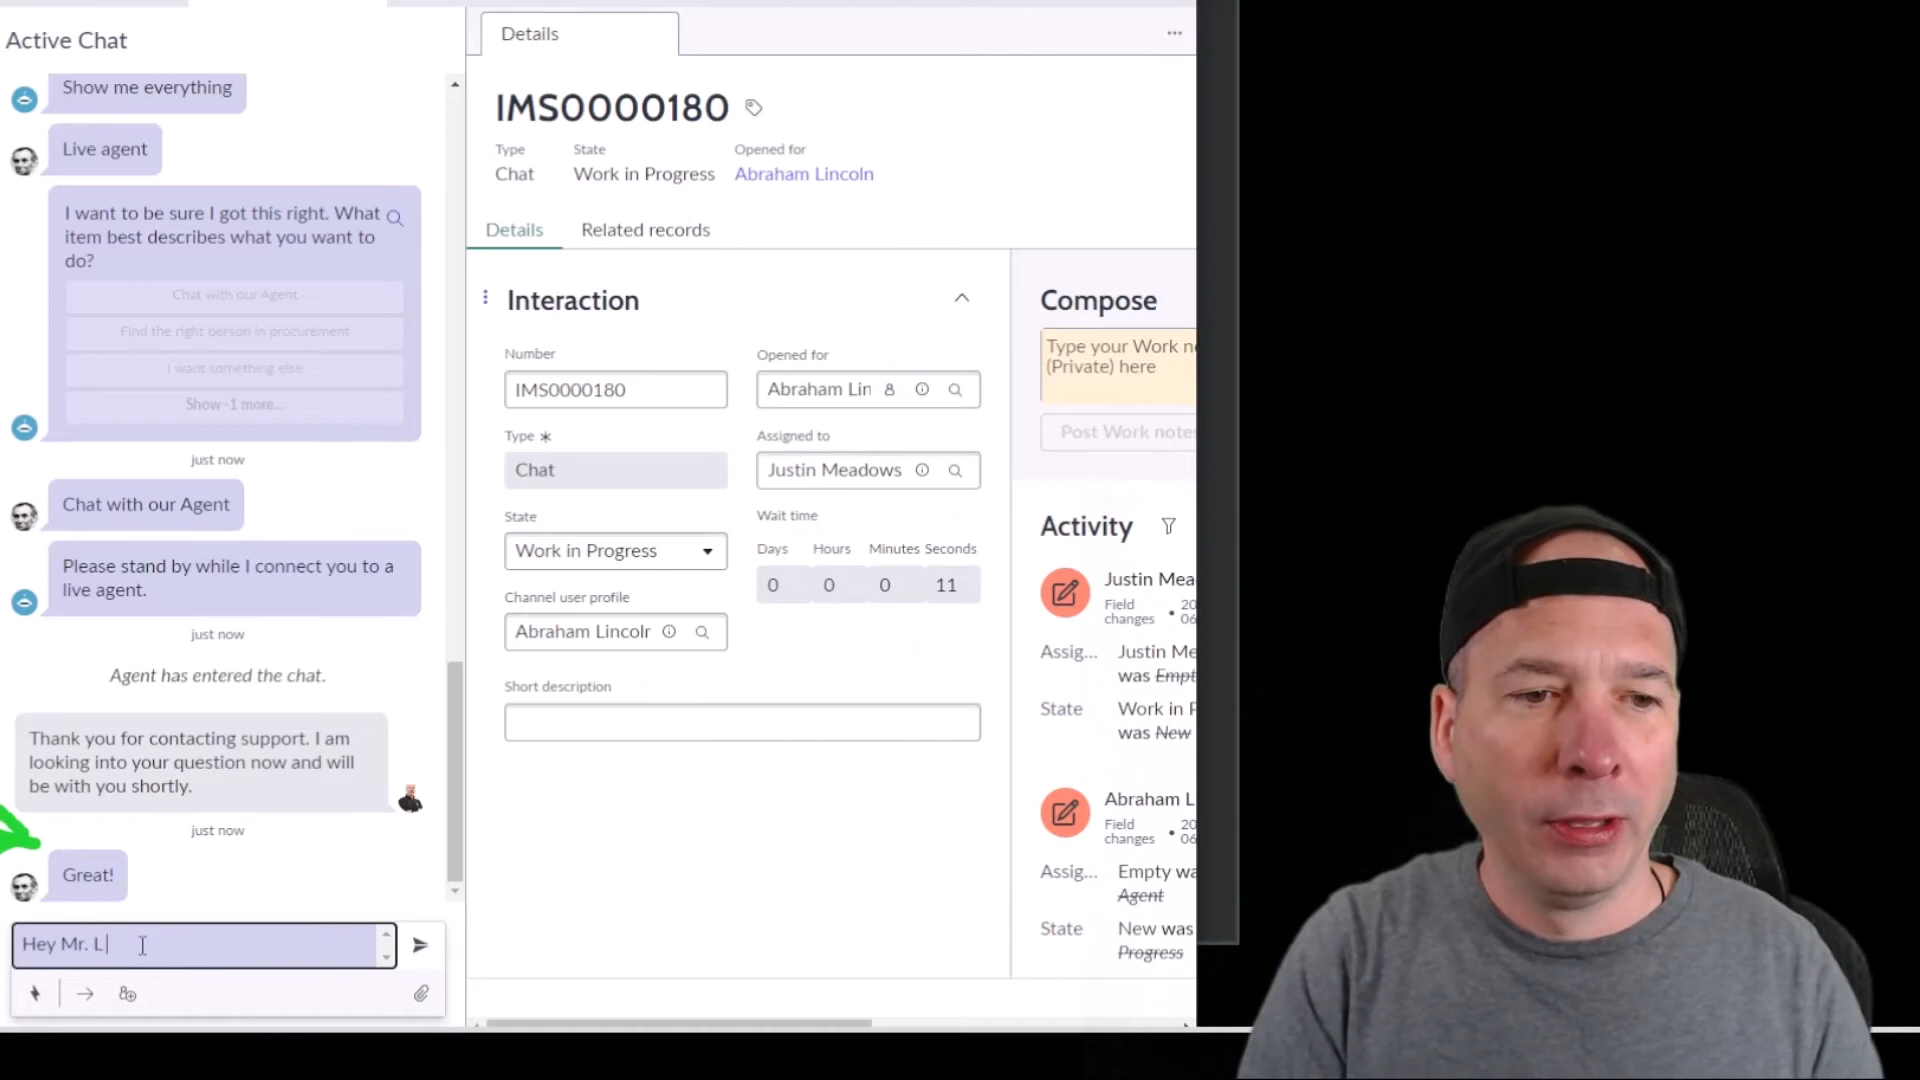 Active Chat
Show me everything
Live agent
I want to be sure I got this right. What
item best describes what you want to
do?
Chat with our Agent
Find the right person in procurement
I want something else
Show -1 more...
just now
Chat with our Agent
Please stand by while I connect you to a
live agent.
just now
Agent has entered the chat.
Thank you for contacting support. I am
looking into your question now and will
be with you shortly.
just now
Great!
Hey Mr. L
Details
IMS0000180
Type
Chat
State
Work in Progress
Opened for
Abraham Lincoln
Details
Related records
Interaction
Number
IMS0000180
Type
Chat
State
Work in Progress
Channel user profile
Abraham Lincolr
Opened for
Abraham Lin
Assigned to
Justin Meadows
Wait time
Days Hours Minutes Seconds
0 0 0 11
Short description
Compose
Type your Work n
(Private) here
Post Work note
Activity
Justin Mea
Field 20
changes • 06
Assig... Justin Me
was Empt
State Work in P
was New
Abraham L
Field 20
changes • 06
Assig... Empty wa
Agent
State New was
Progress